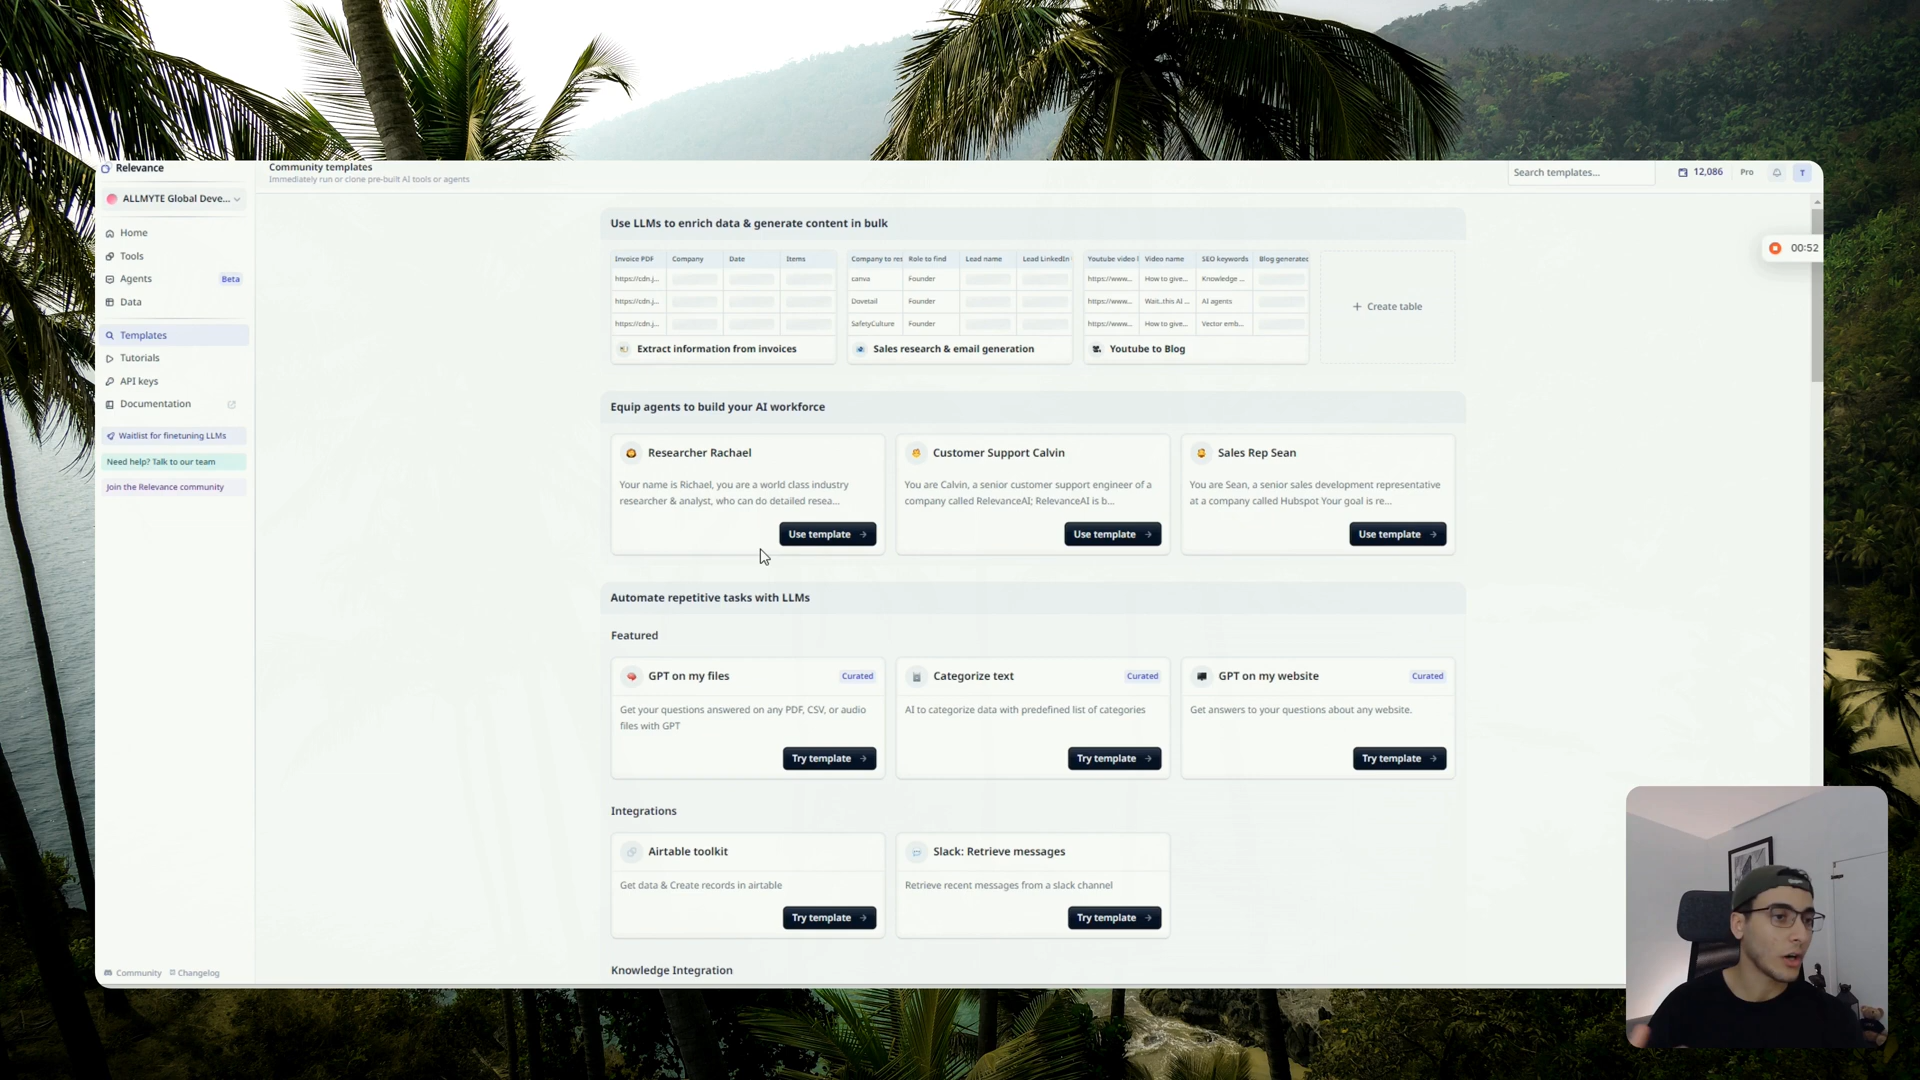 Relevance
Community templates
Immediately run or clone pre-built AI tools or agents
Search templates...
12,086
Pro
T
ALLMYTE Global Deve...
Home
Tools
Agents
Beta
Data
Templates
Tutorials
API keys
Documentation
Waitlist for finetuning LLMs
Need help? Talk to our team
Join the Relevance community
Community
Changelog
00:52
Use LLMs to enrich data & generate content in bulk
Invoice PDF Company Date Items
https://cdn.j...
https://cdn.j...
https://cdn.j...
Extract information from invoices
Company to res Role to find Lead name Lead LinkedIn
canva Founder
Dovetail Founder
SafetyCulture Founder
Sales research & email generation
Youtube video l Video name SEO keywords Blog generated
https://www... How to give... Knowledge ...
https://www... Wait..this AI ... AI agents
https://www... How to give... Vector emb...
Youtube to Blog
+ Create table
Equip agents to build your AI workforce
Researcher Rachael
Your name is Richael, you are a world class industry
researcher & analyst, who can do detailed resea...
Use template
Customer Support Calvin
You are Calvin, a senior customer support engineer of a
company called RelevanceAI; RelevanceAI is b...
Use template
Sales Rep Sean
You are Sean, a senior sales development representative
at a company called Hubspot Your goal is re...
Use template
Automate repetitive tasks with LLMs
Featured
GPT on my files
Curated
Get your questions answered on any PDF, CSV, or audio
files with GPT
Try template
Categorize text
Curated
AI to categorize data with predefined list of categories
Try template
GPT on my website
Curated
Get answers to your questions about any website.
Try template
Integrations
Airtable toolkit
Get data & Create records in airtable
Try template
Slack: Retrieve messages
Retrieve recent messages from a slack channel
Try template
Knowledge Integration